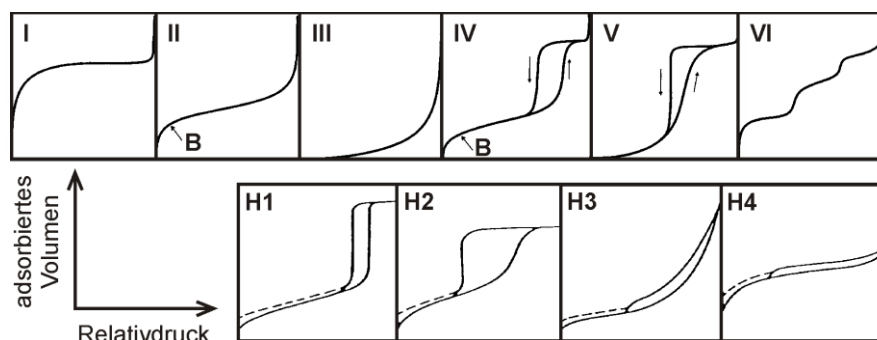 I II III IV V VI
B B
H1 H2 H3 H4
adsorbiertes
Volumen
Relativdruck